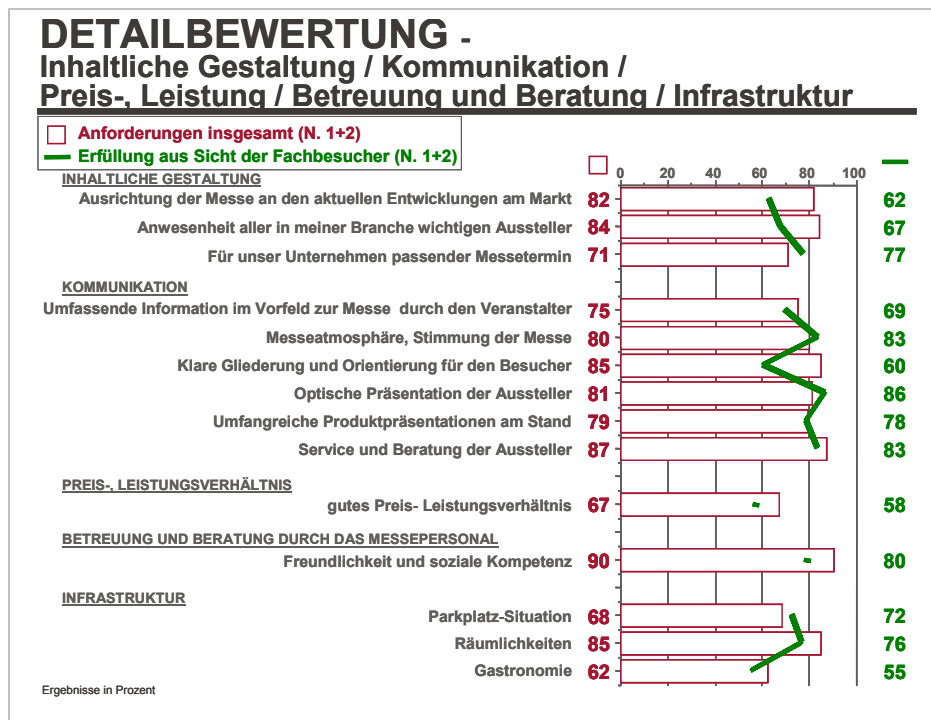 DETAILBEWERTUNG -
Inhaltliche Gestaltung / Kommunikation /
Preis-, Leistung / Betreuung und Beratung / Infrastruktur
Anforderungen insgesamt (N. 1+2)
Erfüllung aus Sicht der Fachbesucher (N. 1+2)
0 20 40 60 80 100
INHALTLICHE GESTALTUNG
Ausrichtung der Messe an den aktuellen Entwicklungen am Markt 82 62
Anwesenheit aller in meiner Branche wichtigen Aussteller 84 67
Für unser Unternehmen passender Messetermin 71 77
KOMMUNIKATION
Umfassende Information im Vorfeld zur Messe durch den Veranstalter 75 69
Messeatmosphäre, Stimmung der Messe 80 83
Klare Gliederung und Orientierung für den Besucher 85 60
Optische Präsentation der Aussteller 81 86
Umfangreiche Produktpräsentationen am Stand 79 78
Service und Beratung der Aussteller 87 83
PREIS-, LEISTUNGSVERHÄLTNIS
gutes Preis- Leistungsverhältnis 67 58
BETREUUNG UND BERATUNG DURCH DAS MESSEPERSONAL
Freundlichkeit und soziale Kompetenz 90 80
INFRASTRUKTUR
Parkplatz-Situation 68 72
Räumlichkeiten 85 76
Gastronomie 62 55
Ergebnisse in Prozent